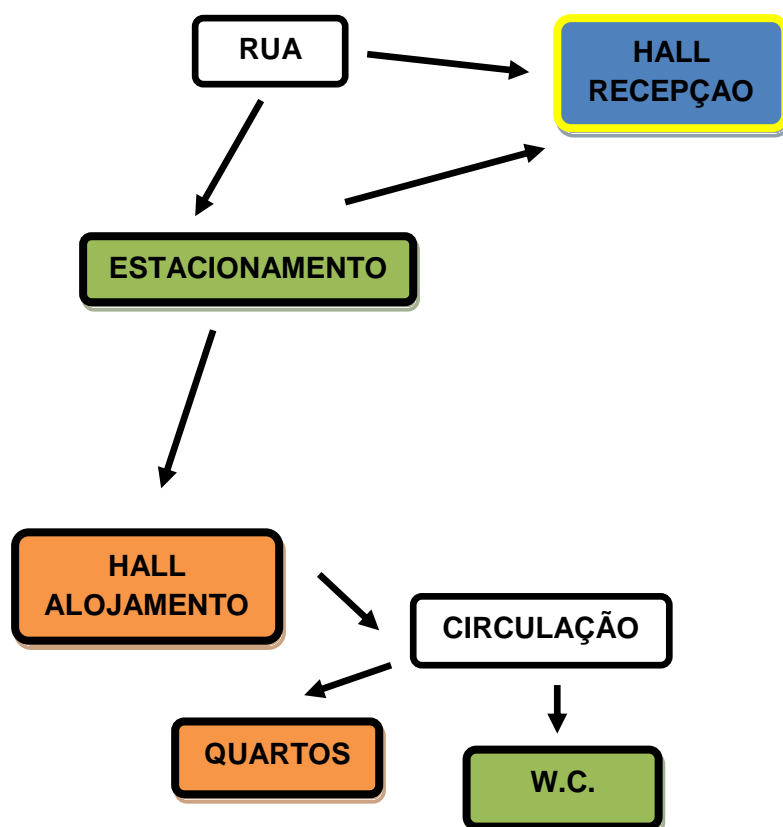 RUA
HALL
RECEPÇAO
ESTACIONAMENTO
HALL
ALOJAMENTO
CIRCULAÇÃO
QUARTOS
W.C.